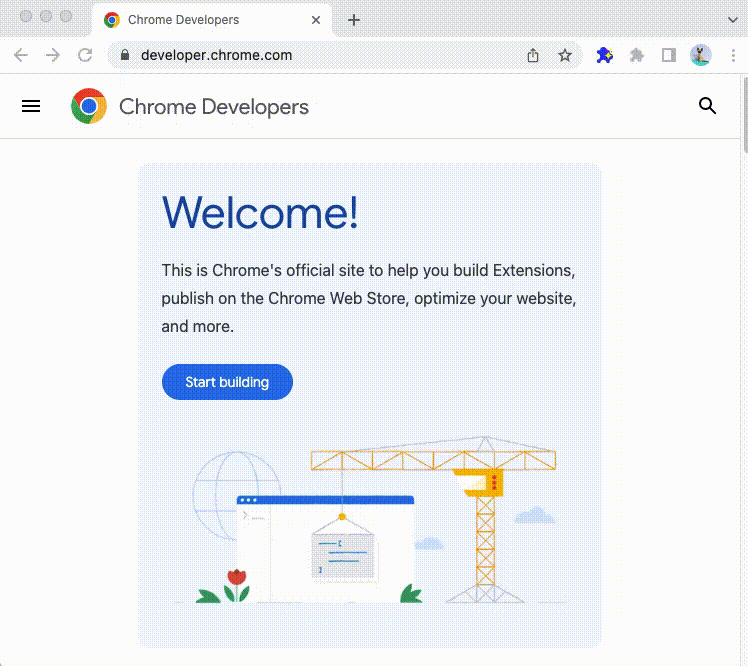 Chrome Developers
developer.chrome.com
Chrome Developers
Welcome!
This is Chrome's official site to help you build Extensions,
publish on the Chrome Web Store, optimize your website,
and more.
Start building